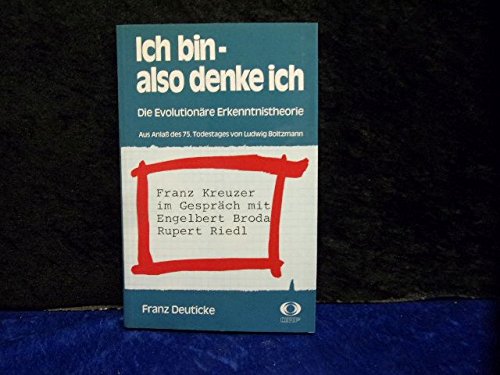 Ich bin -
also denke ich
Die Evolutionäre Erkenntnistheorie
Aus Anlaß des 75. Todestages von Ludwig Boltzmann
Franz Kreuzer
im Gespräch mit
Engelbert Broda
Rupert Riedl
Franz Deuticke
ORF